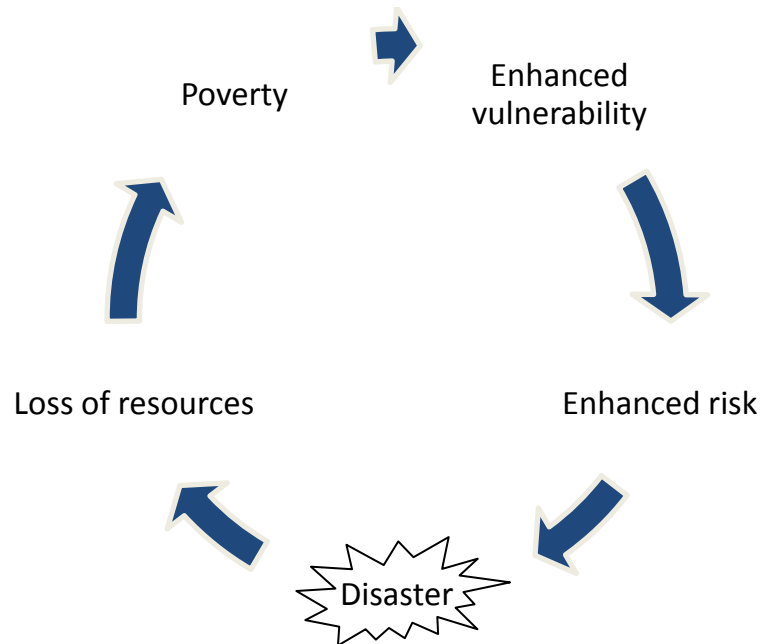 Poverty
Enhanced
vulnerability
Enhanced risk
Disaster
Loss of resources